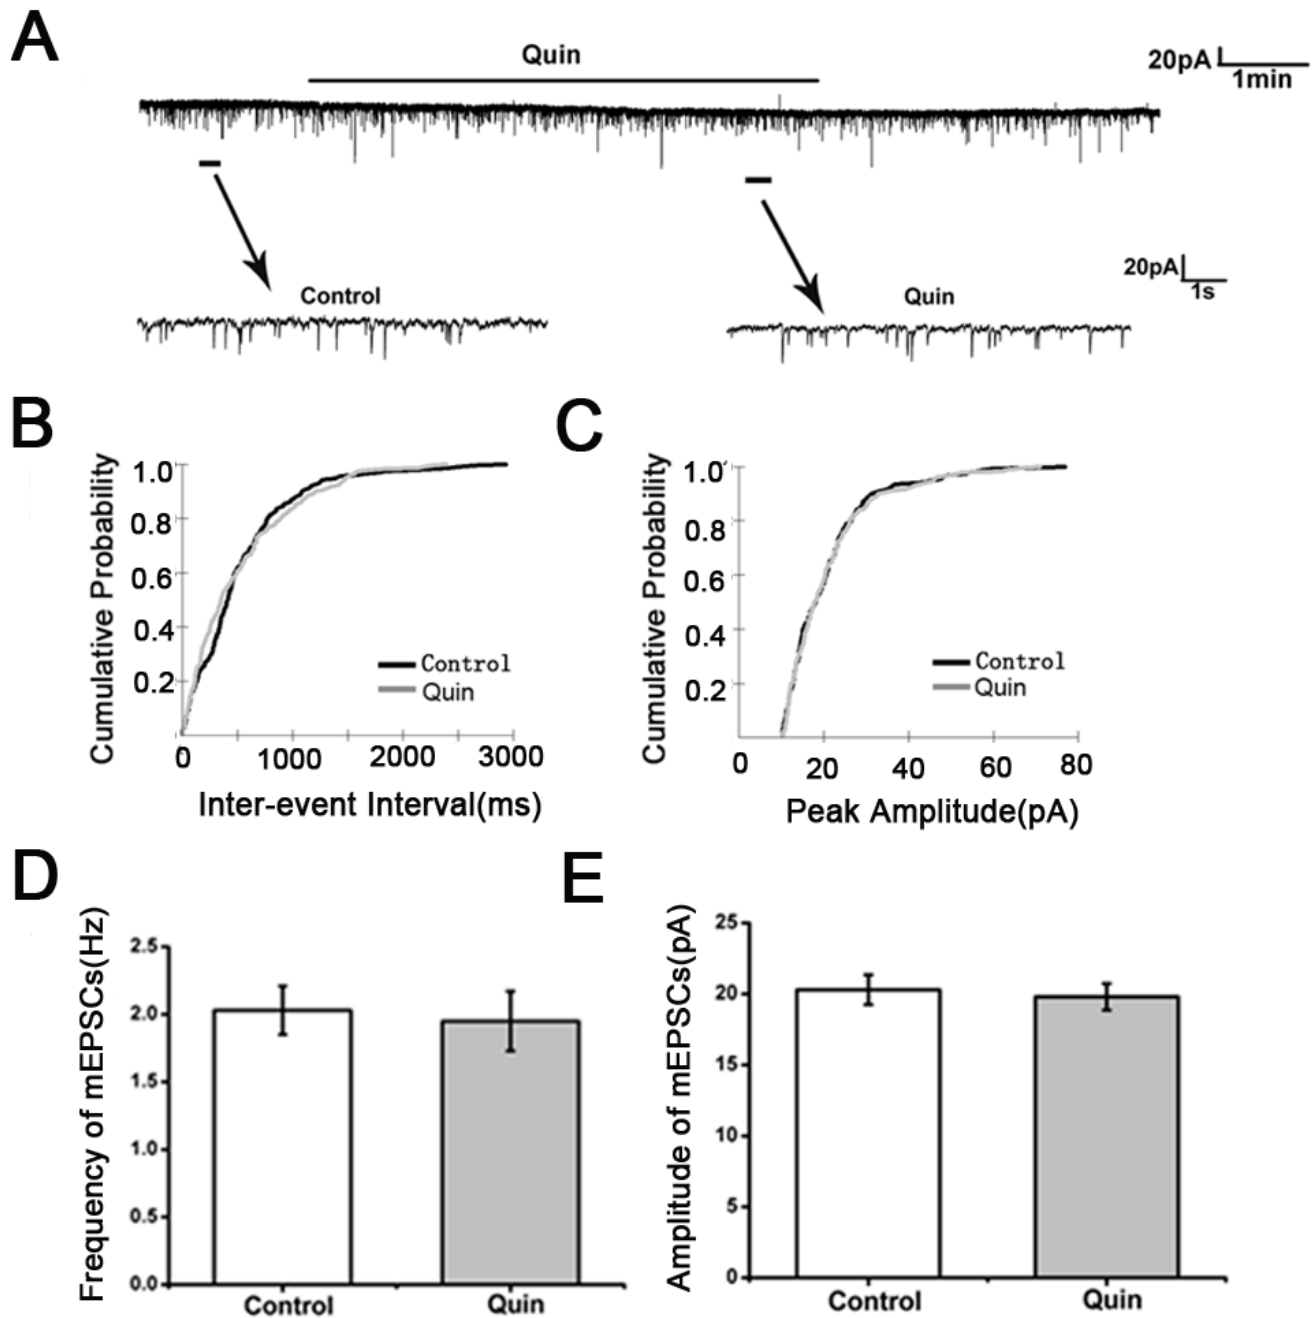 A
Quin
20pA
1min
20pA
1s
Control
Quin
B
C
Cumulative Probability
1.0
0.8
0.6
0.4
0.2
Control
Quin
0 1000 2000 3000
Inter-event Interval(ms)
Cumulative Probability
1.0
0.8
0.6
0.4
0.2
Control
Quin
0 20 40 60 80
Peak Amplitude(pA)
D
E
Frequency of mEPSCs(Hz)
2.5
2.0
1.5
1.0
0.5
0.0
Control Quin
Amplitude of mEPSCs(pA)
25
20
15
10
5
0
Control Quin